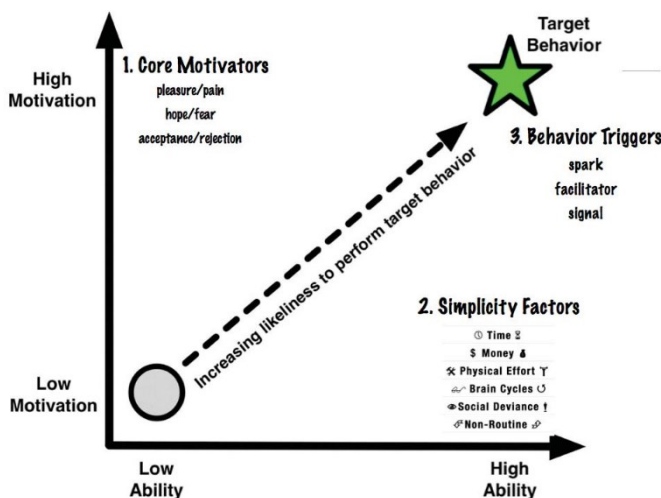 Target
Behavior
High
Motivation
1. Core Motivators
pleasure/pain
hope/fear
acceptance/rejection
3. Behavior Triggers
spark
facilitator
signal
Increasing likeliness to perform target behavior
2. Simplicity Factors
Time
$ Money
Physical Effort
Brain Cycles
Social Deviance
Non-Routine
Low
Motivation
Low
Ability
High
Ability